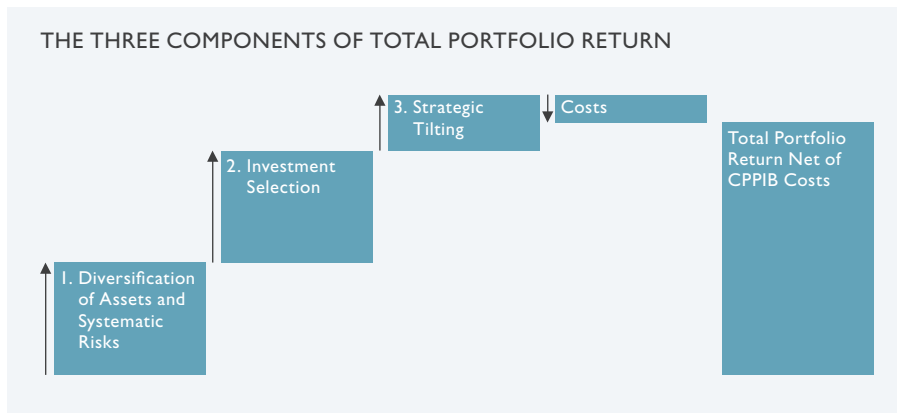 THE THREE COMPONENTS OF TOTAL PORTFOLIO RETURN
3. Strategic
Tilting
Costs
Total Portfolio
Return Net of
CPPIB Costs
2. Investment
Selection
1. Diversification
of Assets and
Systematic
Risks